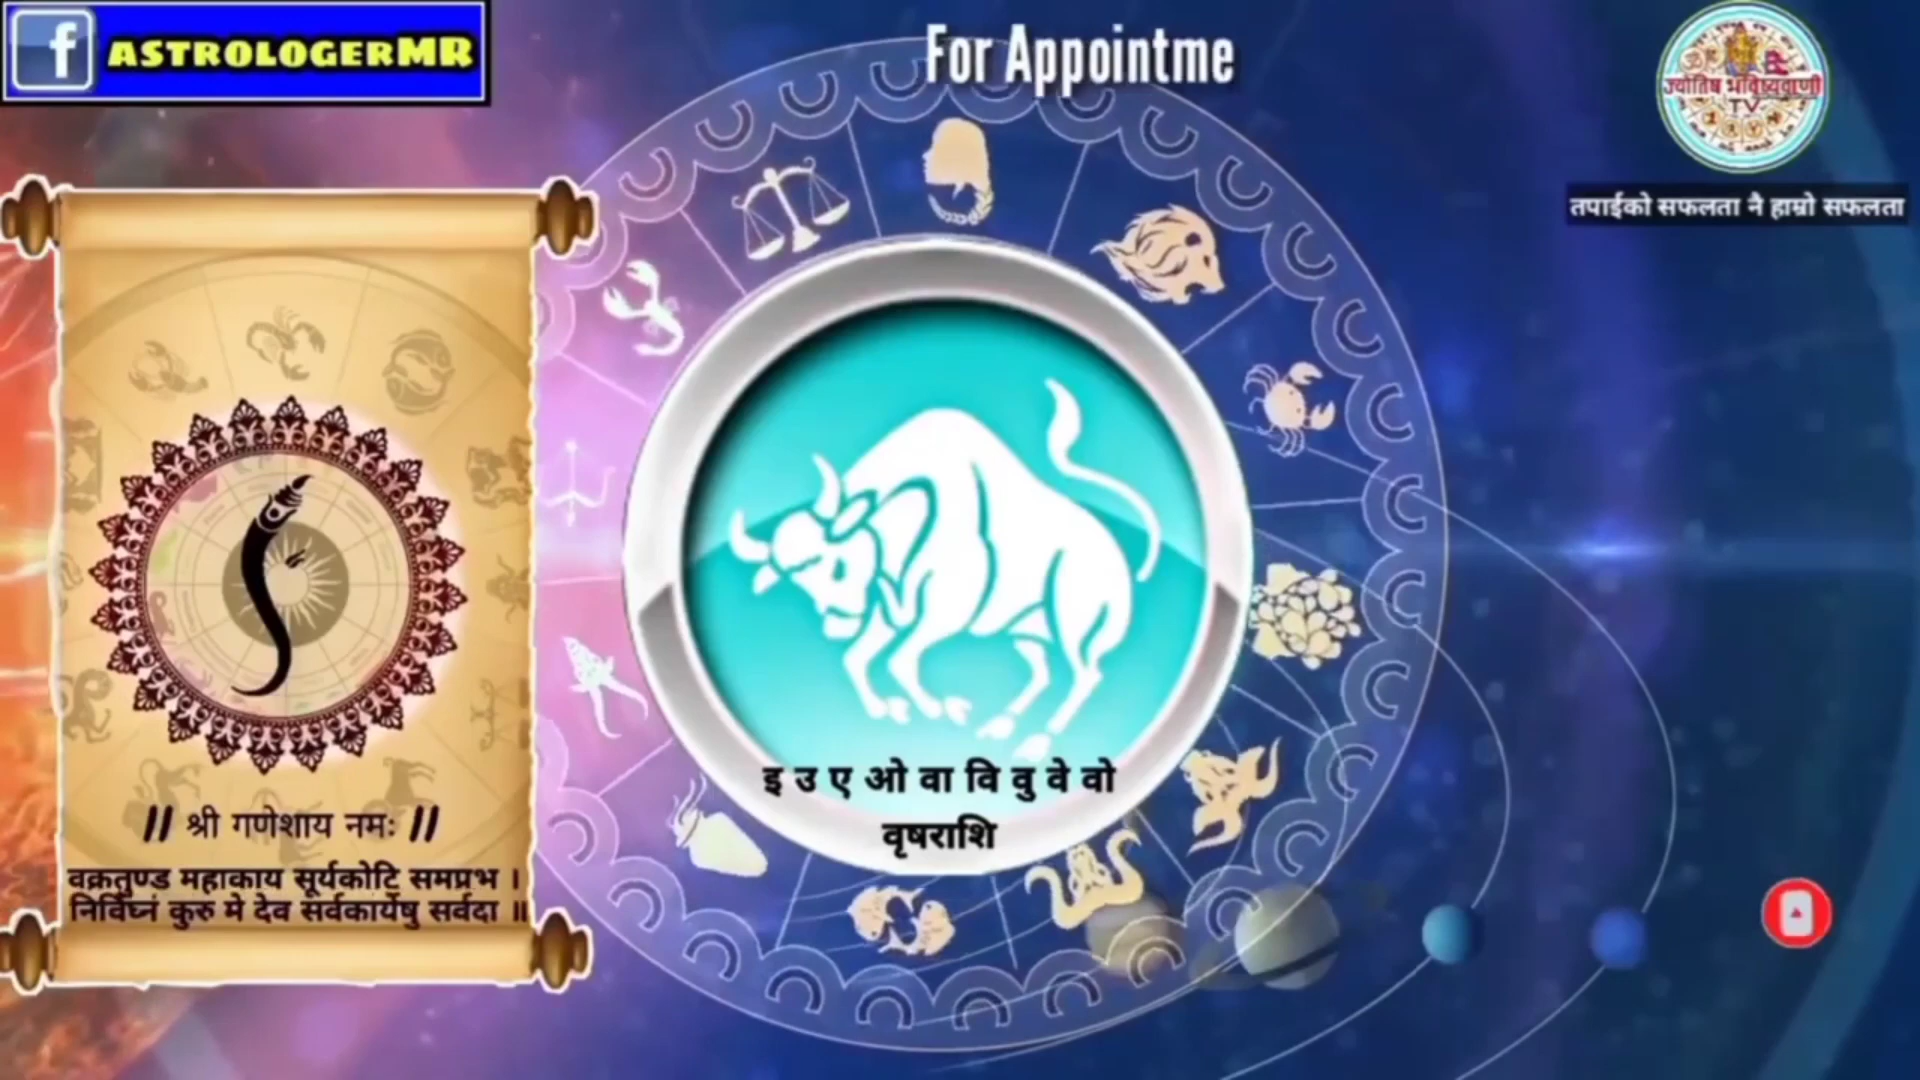 f ASTROLOGERMR
For Appointme
ज्योतिष भविष्यवाणी
TV
तपाईको सफलता नै हाम्रो सफलता
इ उ ए ओ वा वि वु वे वो
वृषराशि
// श्री गणेशाय नमः //
वक्रतुण्ड महाकाय सूर्यकोटि समप्रभ ।
निर्विघ्नं कुरु मे देव सर्वकार्येषु सर्वदा ॥